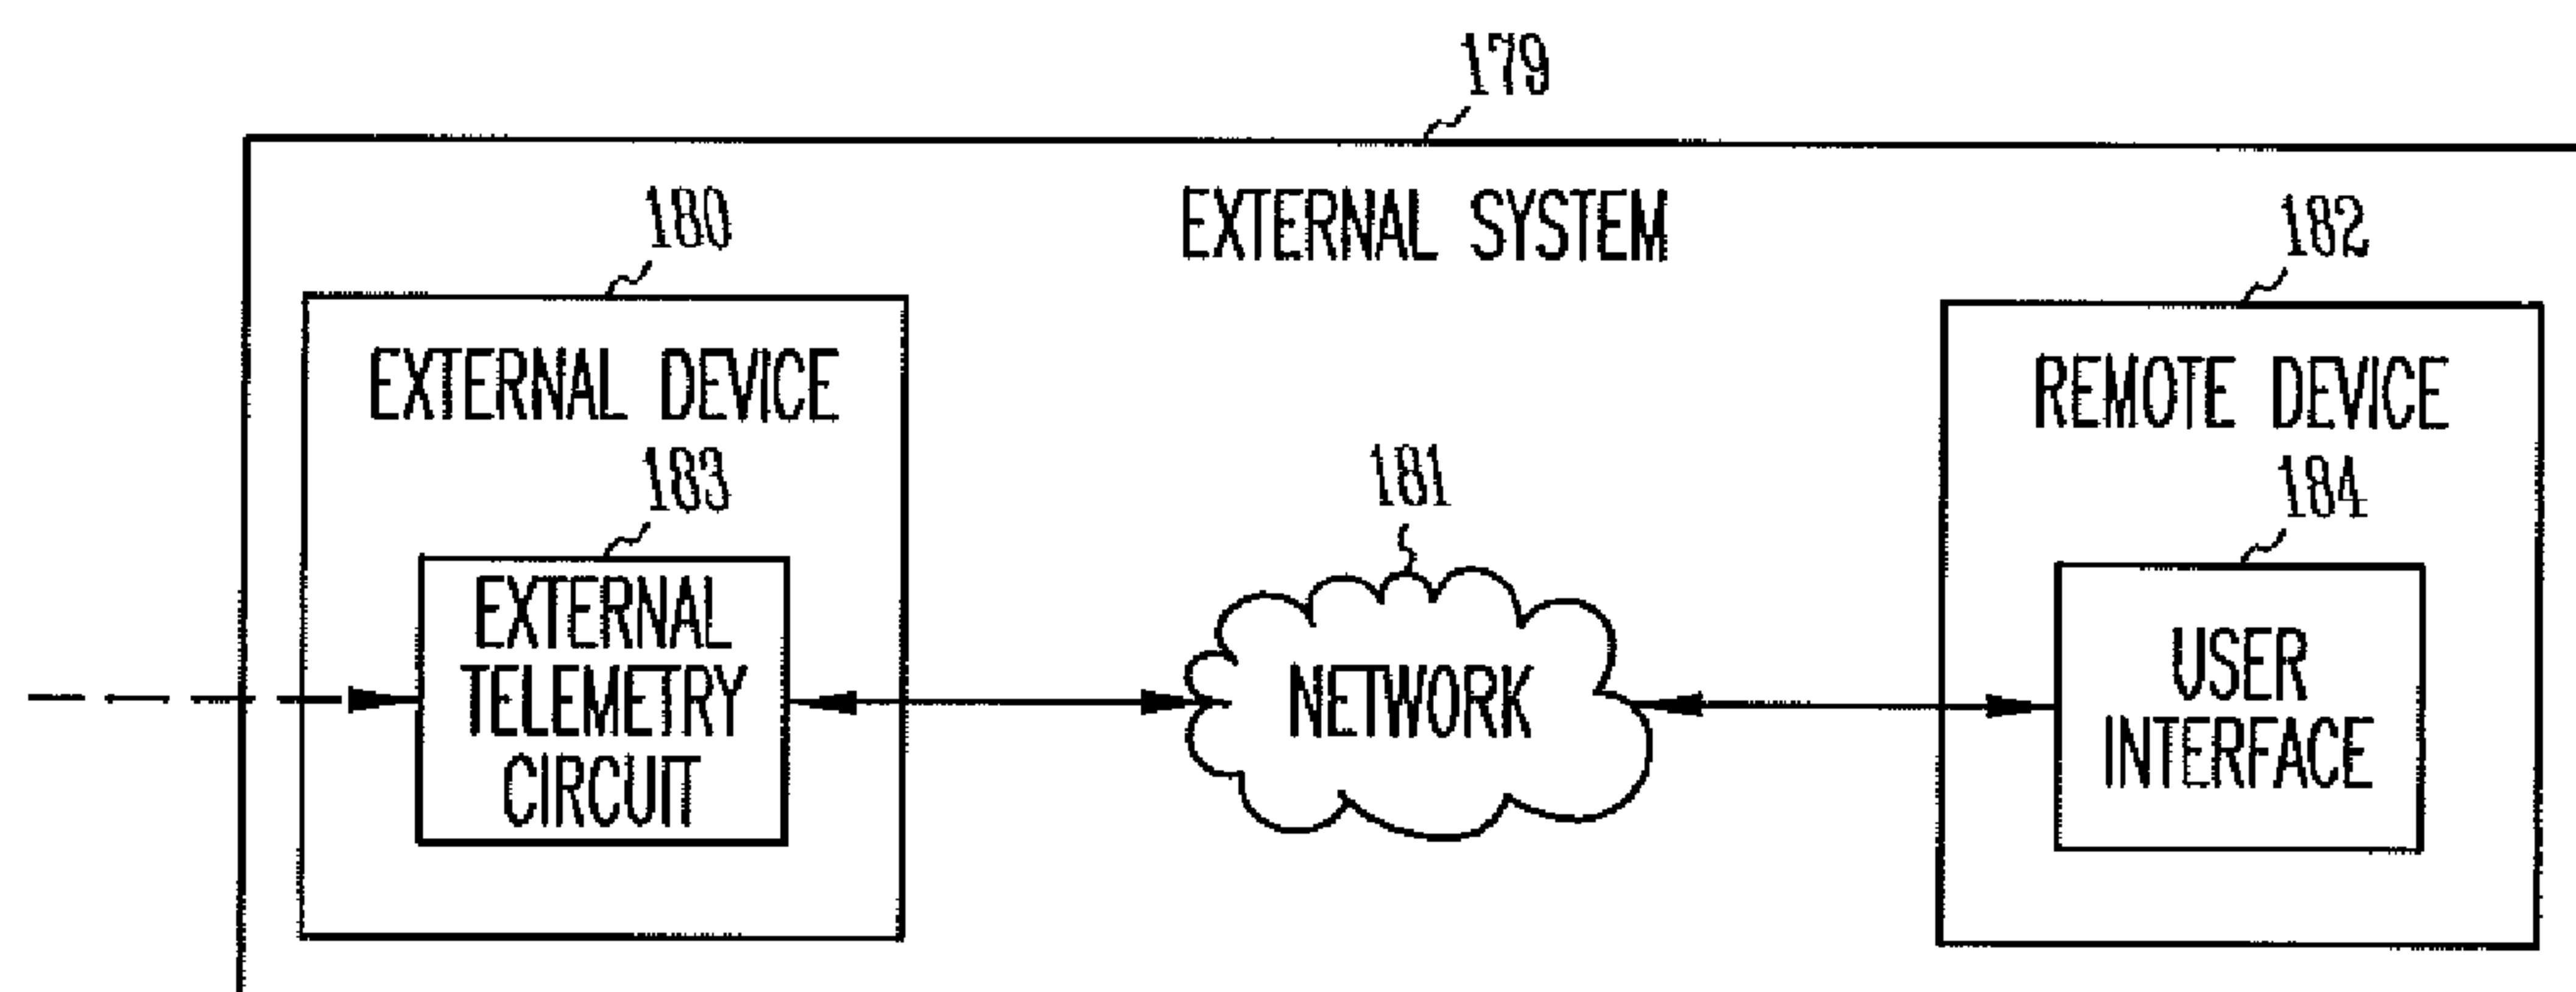 179
EXTERNAL SYSTEM
180
EXTERNAL DEVICE
183
EXTERNAL
TELEMETRY
CIRCUIT
181
NETWORK
182
REMOTE DEVICE
184
USER
INTERFACE